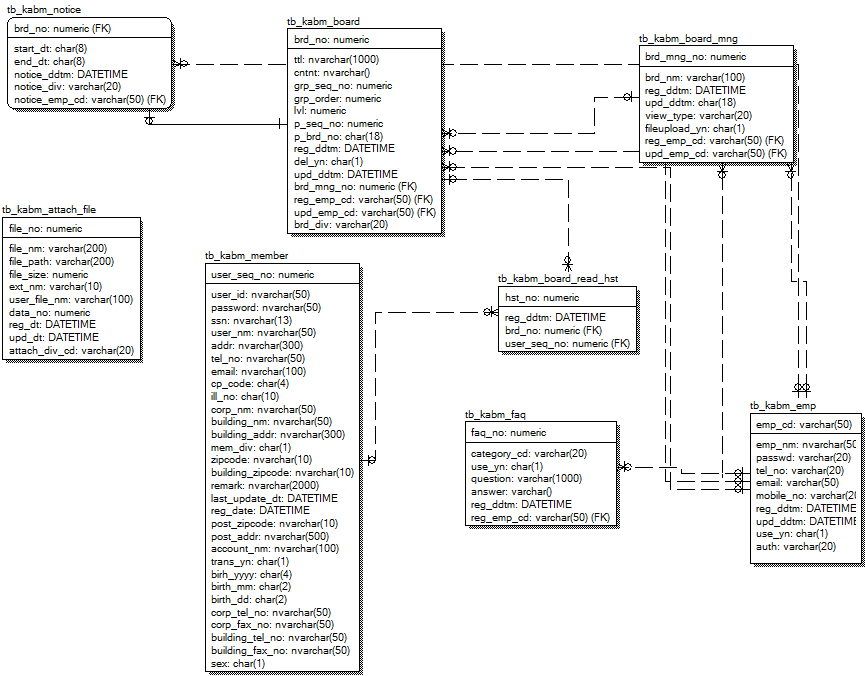 tb_kabm_notice
brd_no: numeric (FK)
start_dt: char(8)
end_dt: char(8)
notice_ddtm: DATETIME
notice_div: varchar(20)
notice_emp_cd: varchar(50) (FK)
tb_kabm_board
brd_no: numeric
ttl: nvarchar(1000)
cntnt: nvarchar()
grp_seq_no: numeric
grp_order: numeric
lvl: numeric
p_seq_no: numeric
p_brd_no: char(18)
reg_ddtm: DATETIME
del_yn: char(1)
upd_ddtm: DATETIME
brd_mng_no: numeric (FK)
reg_emp_cd: varchar(50) (FK)
upd_emp_cd: varchar(50) (FK)
brd_div: varchar(20)
tb_kabm_board_mng
brd_mng_no: numeric
brd_nm: varchar(100)
reg_ddtm: DATETIME
upd_ddtm: char(18)
view_type: varchar(20)
fileupload_yn: char(1)
reg_emp_cd: varchar(50) (FK)
upd_emp_cd: varchar(50) (FK)
tb_kabm_attach_file
file_no: numeric
file_nm: varchar(200)
file_path: varchar(200)
file_size: numeric
ext_nm: varchar(10)
user_file_nm: varchar(100)
data_no: numeric
reg_dt: DATETIME
upd_dt: DATETIME
attach_div_cd: varchar(20)
tb_kabm_member
user_seq_no: numeric
user_id: nvarchar(50)
password: nvarchar(50)
ssn: nvarchar(13)
user_nm: nvarchar(50)
addr: nvarchar(300)
tel_no: nvarchar(50)
email: nvarchar(100)
cp_code: char(4)
ill_no: char(10)
corp_nm: nvarchar(50)
building_nm: nvarchar(50)
building_addr: nvarchar(300)
mem_div: char(1)
zipcode: nvarchar(10)
building_zipcode: nvarchar(10)
remark: nvarchar(2000)
last_update_dt: DATETIME
reg_date: DATETIME
post_zipcode: nvarchar(10)
post_addr: nvarchar(500)
account_nm: nvarchar(100)
trans_yn: char(1)
birh_yyyy: char(4)
birth_mm: char(2)
birth_dd: char(2)
corp_tel_no: nvarchar(50)
corp_fax_no: nvarchar(50)
building_tel_no: nvarchar(50)
building_fax_no: nvarchar(50)
sex: char(1)
tb_kabm_board_read_hst
hst_no: numeric
reg_ddtm: DATETIME
brd_no: numeric (FK)
user_seq_no: numeric (FK)
tb_kabm_faq
faq_no: numeric
category_cd: varchar(20)
use_yn: char(1)
question: varchar(1000)
answer: varchar()
reg_ddtm: DATETIME
reg_emp_cd: varchar(50) (FK)
tb_kabm_emp
emp_cd: varchar(50)
emp_nm: nvarchar(50
passwd: varchar(20)
tel_no: varchar(20)
email: varchar(50)
mobile_no: varchar(20
reg_ddtm: DATETIME
upd_ddtm: DATETIME
use_yn: char(1)
auth: varchar(20)